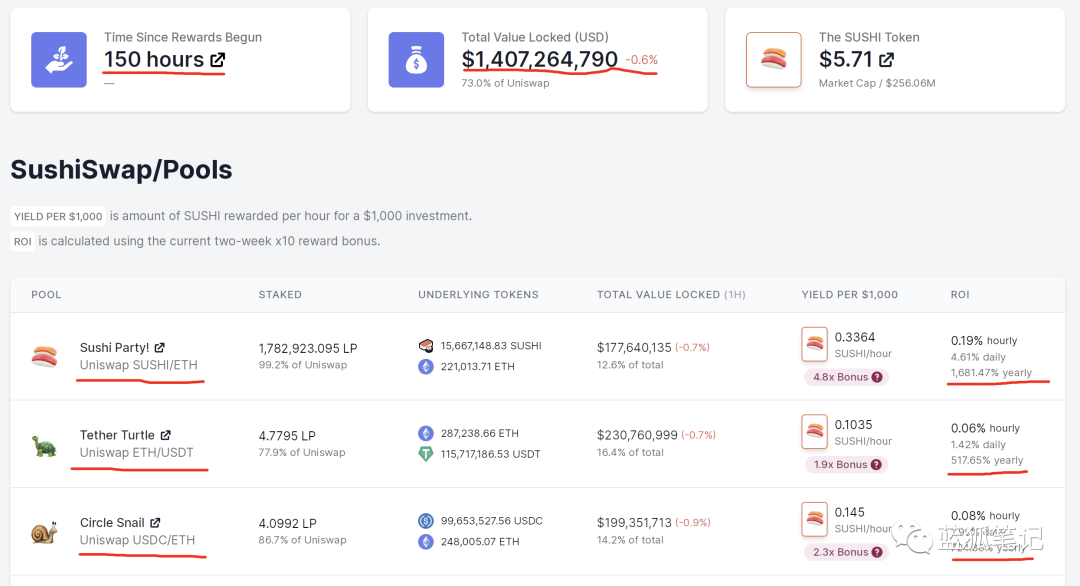 Time Since Rewards Begun
150 hours
—
Total Value Locked (USD)
$1,407,264,790 -0.6%
73.0% of Uniswap
The SUSHI Token
$5.71
Market Cap / $256.06M
SushiSwap/Pools
YIELD PER $1,000 is amount of SUSHI rewarded per hour for a $1,000 investment.
ROI is calculated using the current two-week x10 reward bonus.
POOL STAKED UNDERLYING TOKENS TOTAL VALUE LOCKED (1H) YIELD PER $1,000 ROI
Sushi Party!
Uniswap SUSHI/ETH
1,782,923.095 LP
99.2% of Uniswap
15,667,148.83 SUSHI
221,013.71 ETH
$177,640,135 (-0.7%)
12.6% of total
0.3364
SUSHI/hour
4.8x Bonus ?
0.19% hourly
4.61% daily
1,681.47% yearly
Tether Turtle
Uniswap ETH/USDT
4.7795 LP
77.9% of Uniswap
287,238.66 ETH
115,717,186.53 USDT
$230,760,999 (-0.7%)
16.4% of total
0.1035
SUSHI/hour
1.9x Bonus ?
0.06% hourly
1.42% daily
517.65% yearly
Circle Snail
Uniswap USDC/ETH
4.0992 LP
86.7% of Uniswap
99,653,527.56 USDC
248,005.07 ETH
$199,351,713 (-0.9%)
14.2% of total
0.145
SUSHI/hour
2.3x Bonus ?
0.08% hourly
yearly
蓝狐笔记